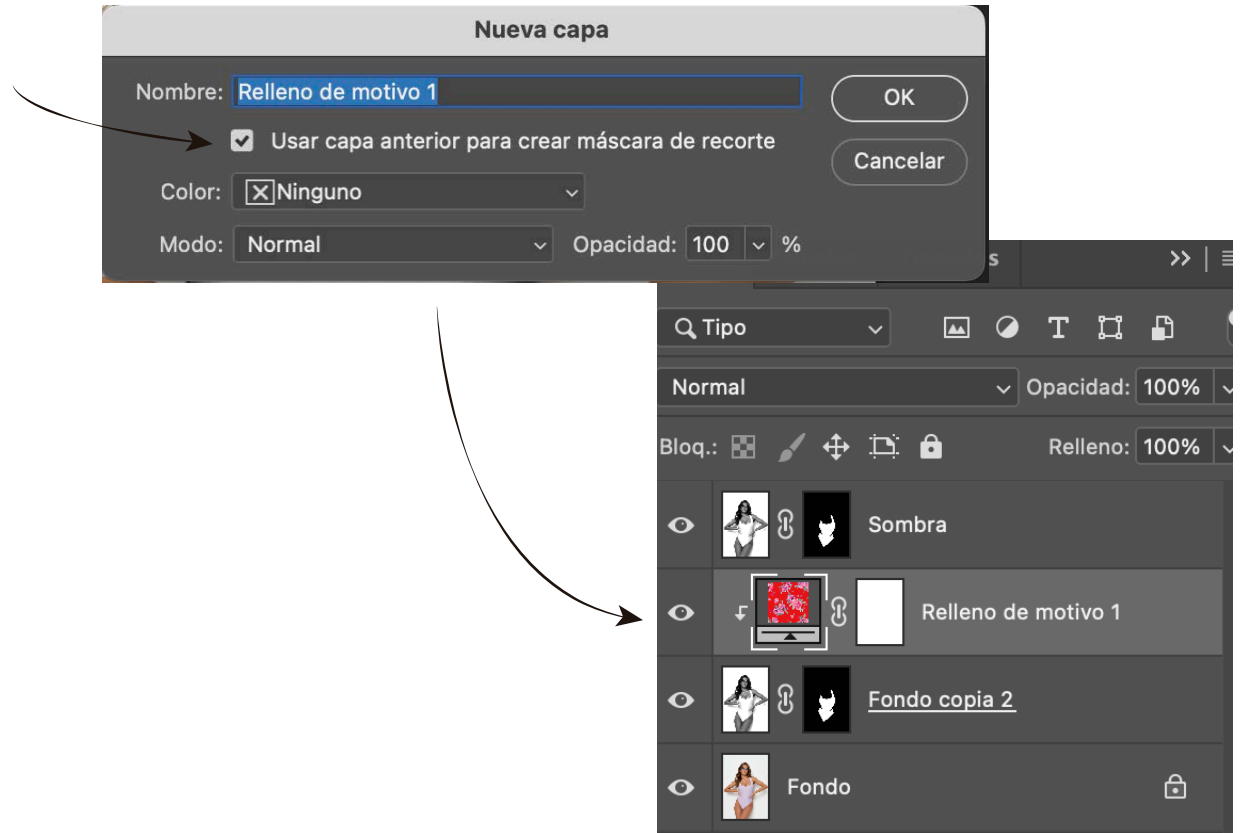 Nueva capa
Nombre: Relleno de motivo 1
OK
Usar capa anterior para crear máscara de recorte
Cancelar
Color: Ninguno
Modo: Normal Opacidad: 100 %
s
Tipo
Normal Opacidad: 100%
Bloq.: Relleno: 100%
Sombra
Relleno de motivo 1
Fondo copia 2
Fondo